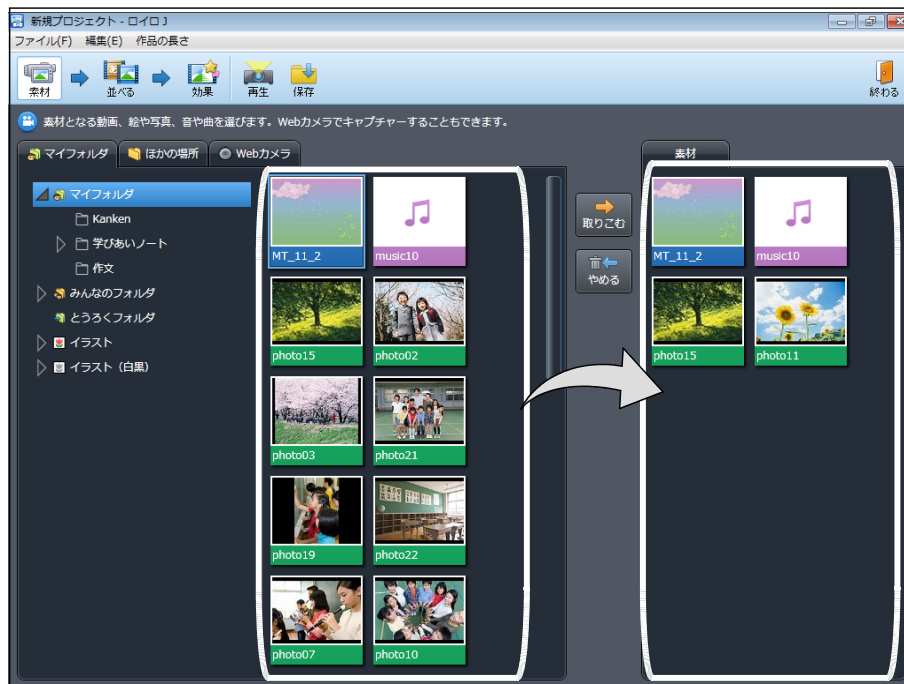 新規プロジェクト - ロイロJ
ファイル(F) 編集(E) 作品の長さ
素材 並べる 効果 再生 保存 終わる
素材となる動画、絵や写真、音や曲を選びます。Webカメラでキャプチャーすることもできます。
マイフォルダ ほかの場所 Webカメラ 素材
マイフォルダ
Kanken
学びあいノート
作文
みんなのフォルダ
とうろくフォルダ
イラスト
イラスト（白黒）
MT_11_2 music10
photo15 photo02
photo03 photo21
photo19 photo22
photo07 photo10
取りこむ
やめる
MT_11_2 music10
photo15 photo11